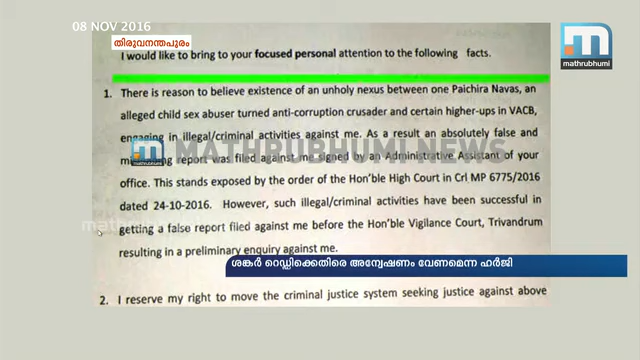 08 NOV 2016
തിരുവനന്തപുരം
mathrubhumi
I would like to bring to your focused personal attention to the following facts.
1. There is reason to believe existence of an unholy nexus between one Paichira Navas, an
alleged child sex abuser turned anti-corruption crusader and certain higher-ups in VACB,
engaging in illegal/criminal activities against me. As a result an absolutely false and
report was filed against me signed by an Administrative Assistant of your
MATHRUBHUMI NEWS
office. This stands exposed by the order of the Hon'ble High Court in Crl MP 6775/2016
dated 24-10-2016. However, such illegal/criminal activities have been successful in
mathrubhumi
getting a false report filed against me before the Hon'ble Vigilance Court, Trivandrum
resulting in a preliminary enquiry against me.
ശങ്കർ റെഡ്ഡിക്കെതിരെ അന്വേഷണം വേണമെന്ന ഹർജി
2. I reserve my right to move the criminal justice system seeking justice against above